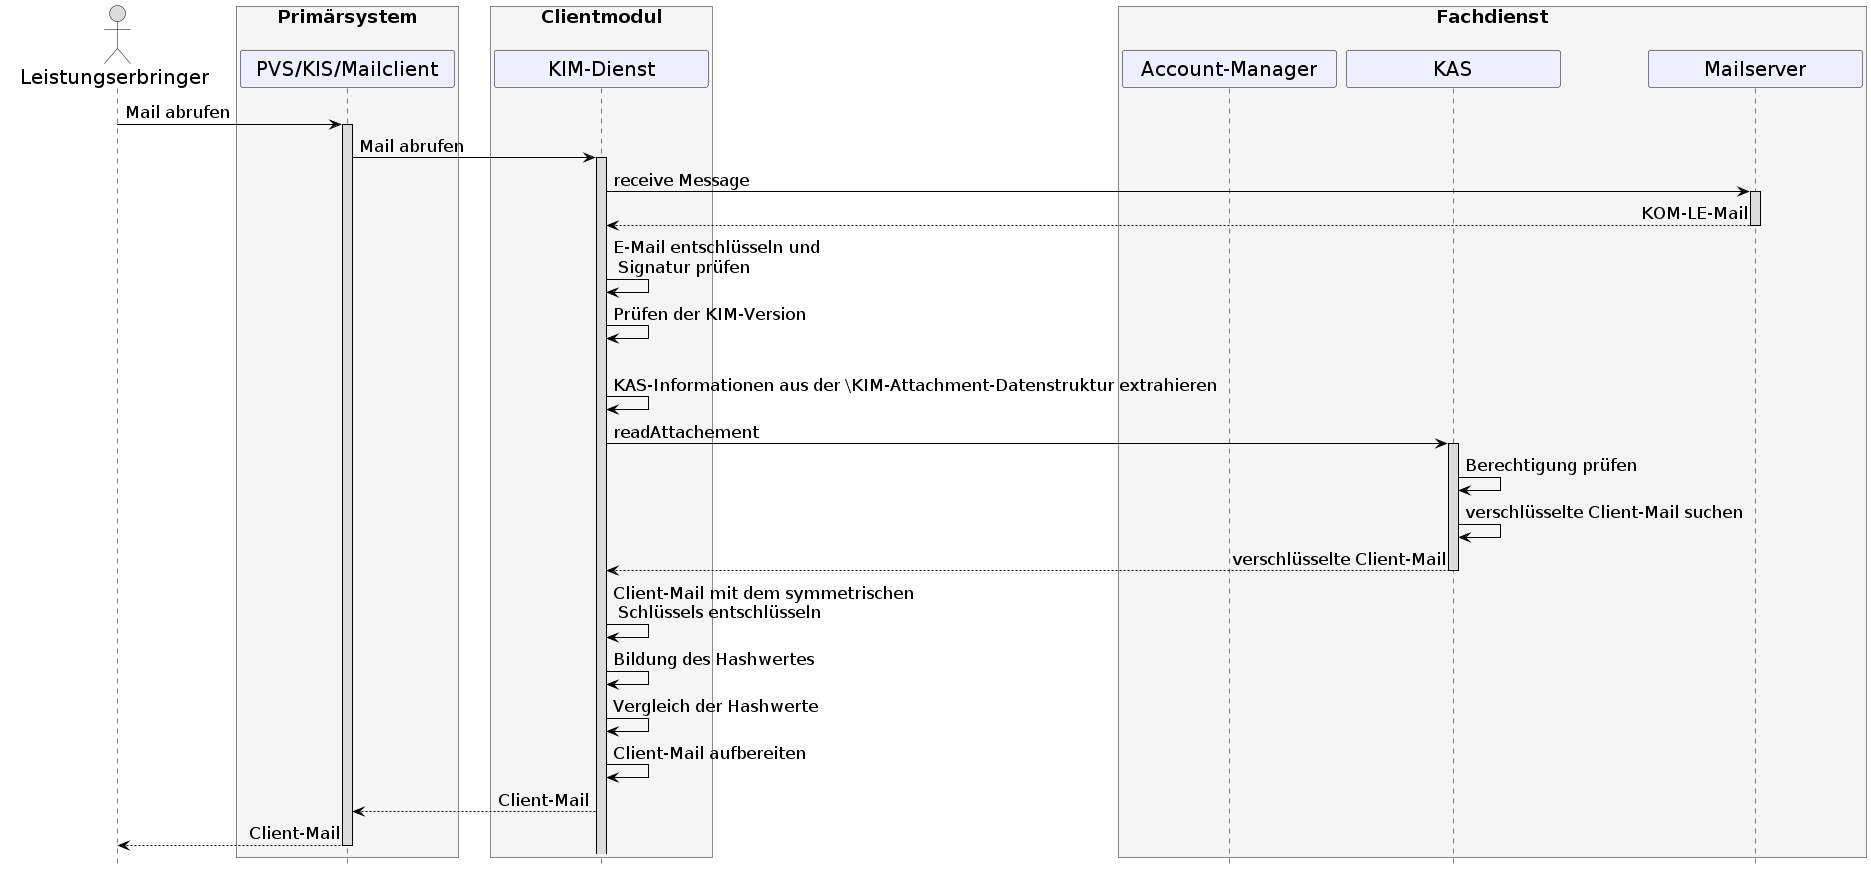 Primärsystem
Clientmodul
Fachdienst
Leistungserbringer
PVS/KIS/Mailclient
KIM-Dienst
Account-Manager
KAS
Mailserver
Mail abrufen
Mail abrufen
receive Message
KOM-LE-Mail
E-Mail entschlüsseln und
Signatur prüfen
Prüfen der KIM-Version
KAS-Informationen aus der \KIM-Attachment-Datenstruktur extrahieren
readAttachement
Berechtigung prüfen
verschlüsselte Client-Mail suchen
verschlüsselte Client-Mail
Client-Mail mit dem symmetrischen
Schlüssels entschlüsseln
Bildung des Hashwertes
Vergleich der Hashwerte
Client-Mail aufbereiten
Client-Mail
Client-Mail